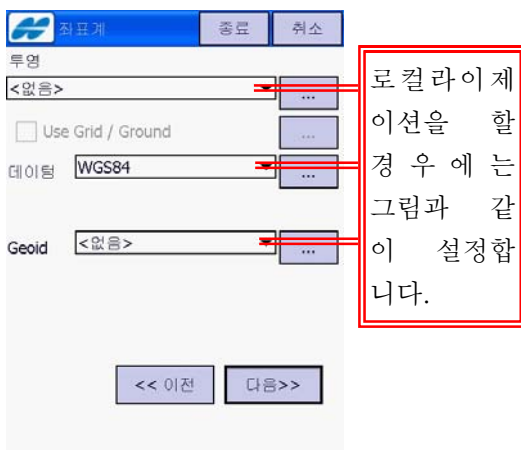 좌표계 종료 취소
투영
<없음> ...
Use Grid / Ground ...
데이텀 WGS84 ...
Geoid <없음> ...
<< 이전 다음>>
로컬라이제
이션을 할
경우에는
그림과 같
이 설정합
니다.